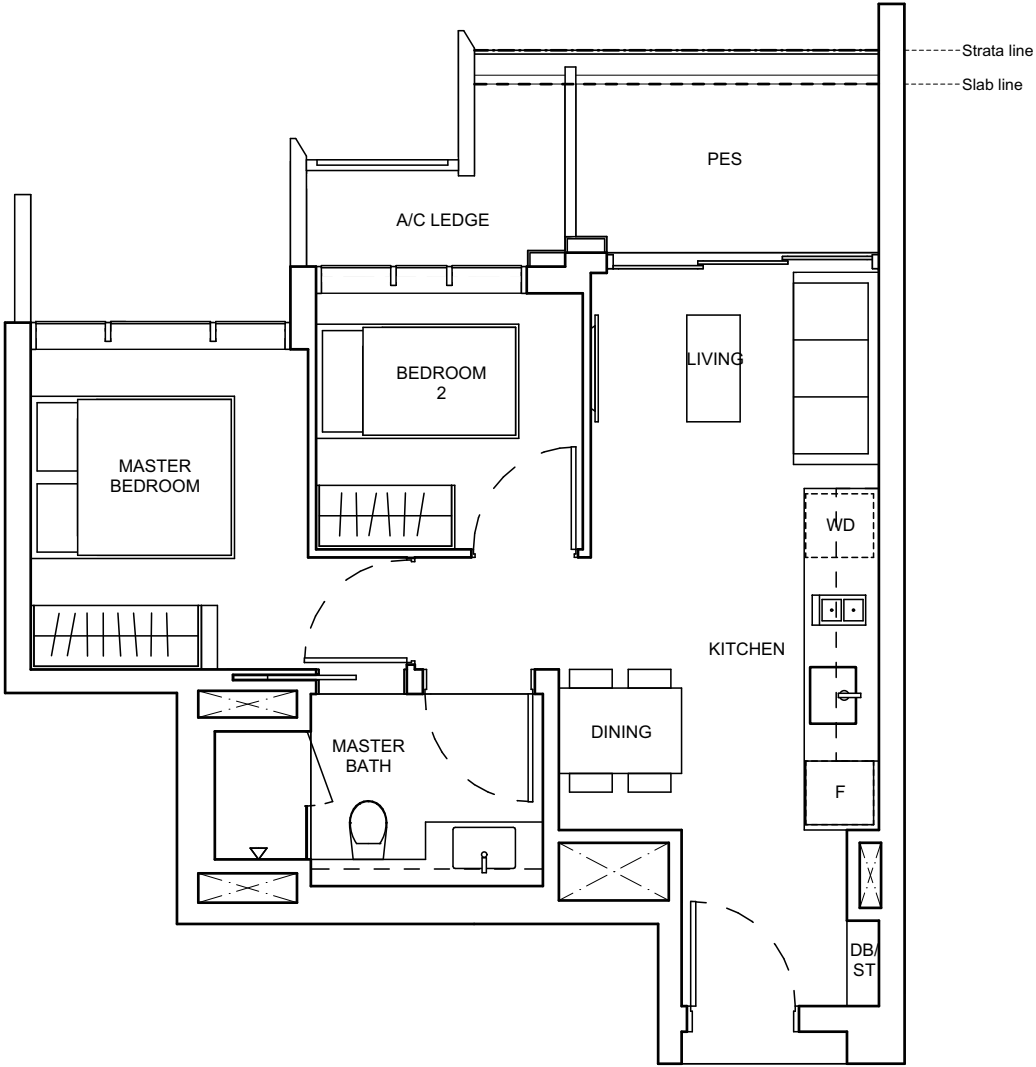 Strata line
Slab line
PES
A/C LEDGE
LIVING
BEDROOM
2
MASTER
BEDROOM
WD
KITCHEN
DINING
MASTER
BATH
F
DB/
ST